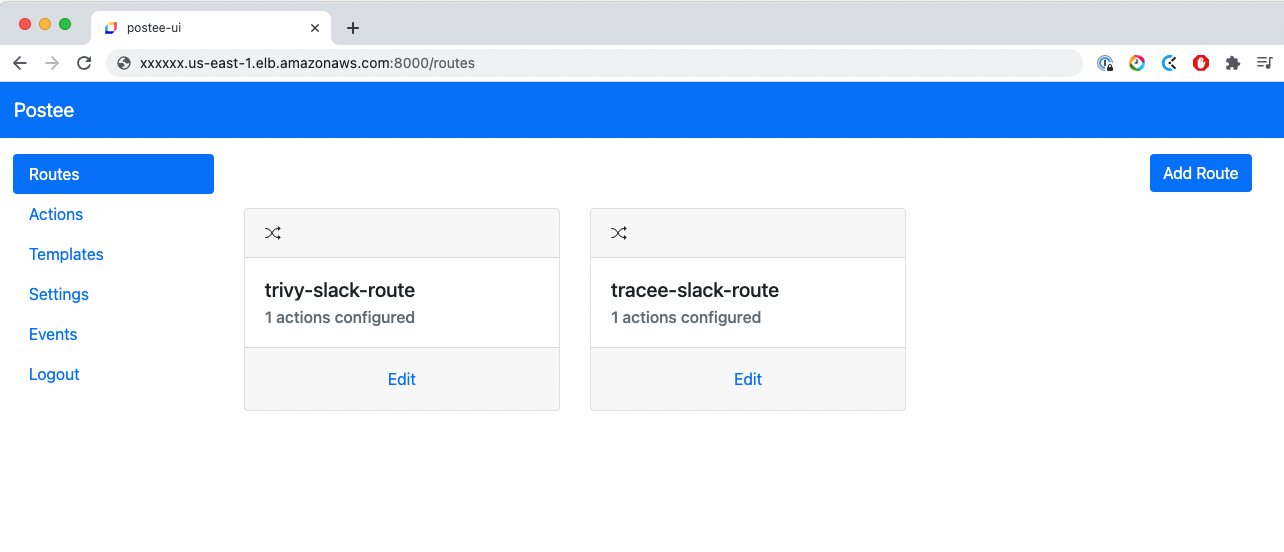 postee-ui
xxxxxx.us-east-1.elb.amazonaws.com:8000/routes
Postee
Routes
Add Route
Actions
Templates
Settings
Events
Logout
trivy-slack-route
1 actions configured
Edit
tracee-slack-route
1 actions configured
Edit